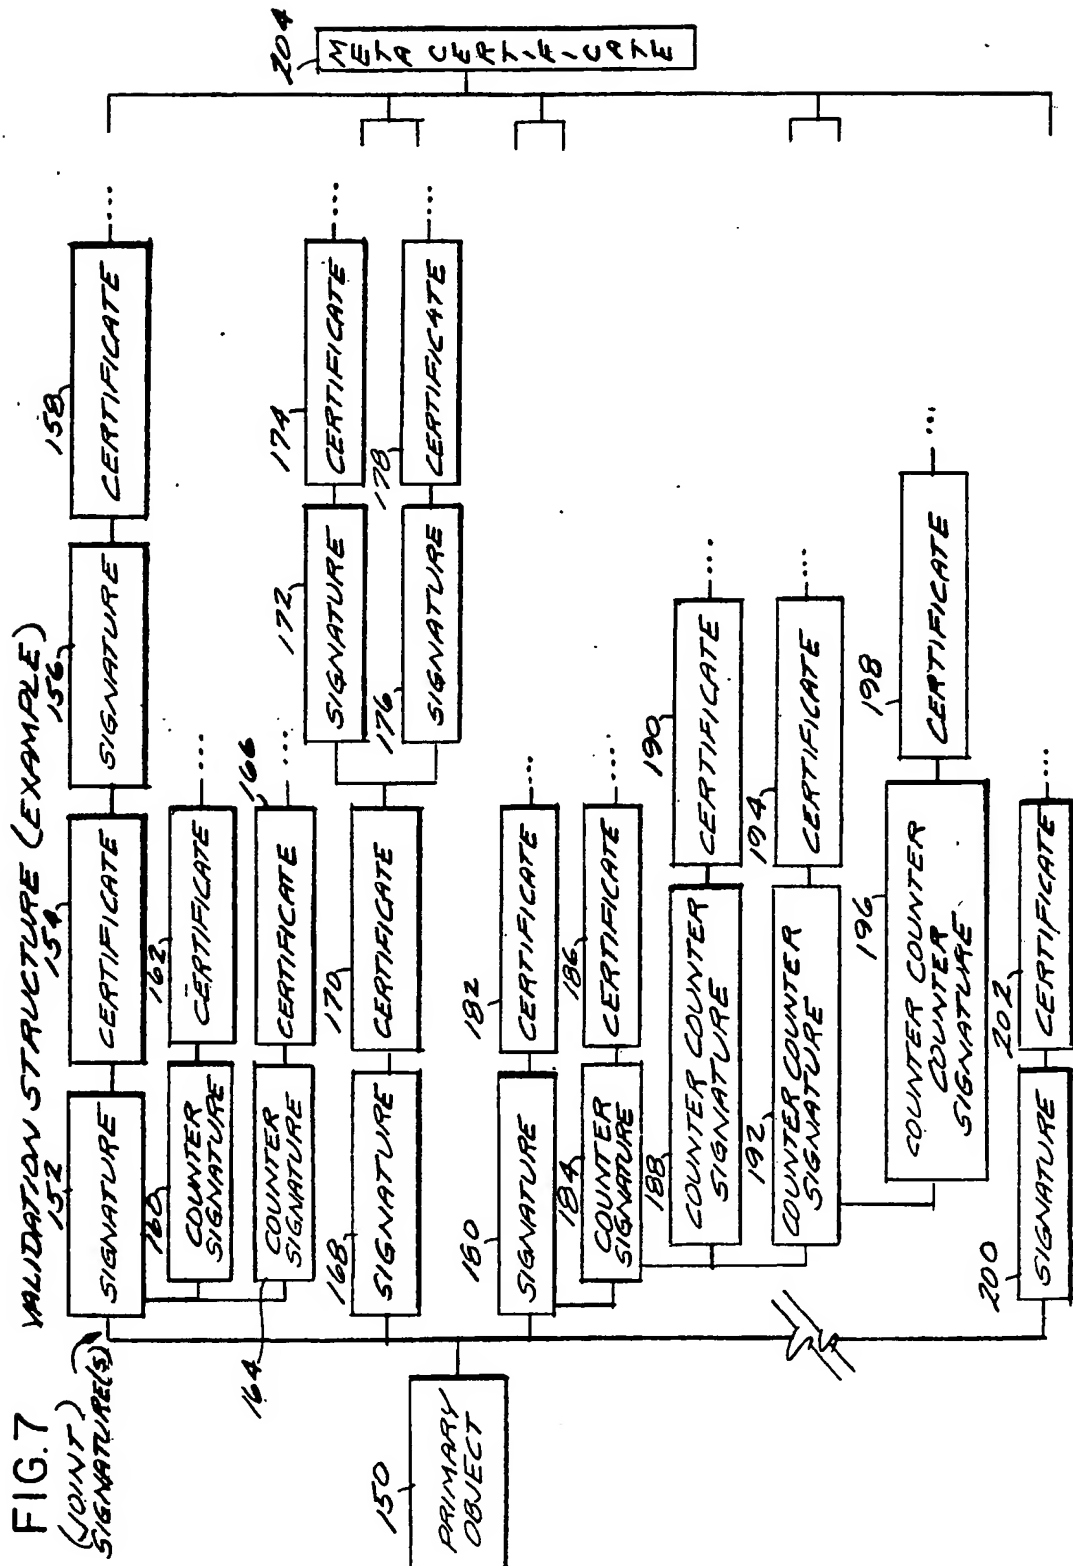 FIG.7
VALIDATION STRUCTURE (EXAMPLE)
(JOINT)
SIGNATURE(S)
152
SIGNATURE
154
CERTIFICATE
156
SIGNATURE
158
CERTIFICATE
....
160
COUNTER
SIGNATURE
162
CERTIFICATE
....
164
COUNTER
SIGNATURE
166
CERTIFICATE
....
168
SIGNATURE
170
CERTIFICATE
172
SIGNATURE
174
CERTIFICATE
....
176
SIGNATURE
178
CERTIFICATE
....
150
PRIMARY
OBJECT
180
SIGNATURE
182
CERTIFICATE
...
184
COUNTER
SIGNATURE
186
CERTIFICATE
....
188
COUNTER COUNTER
SIGNATURE
190
CERTIFICATE
....
192
COUNTER COUNTER
SIGNATURE
194
CERTIFICATE
....
196
COUNTER COUNTER
COUNTER
SIGNATURE
198
CERTIFICATE
...
200
SIGNATURE
202
CERTIFICATE
....
204
META CERTIFICATE